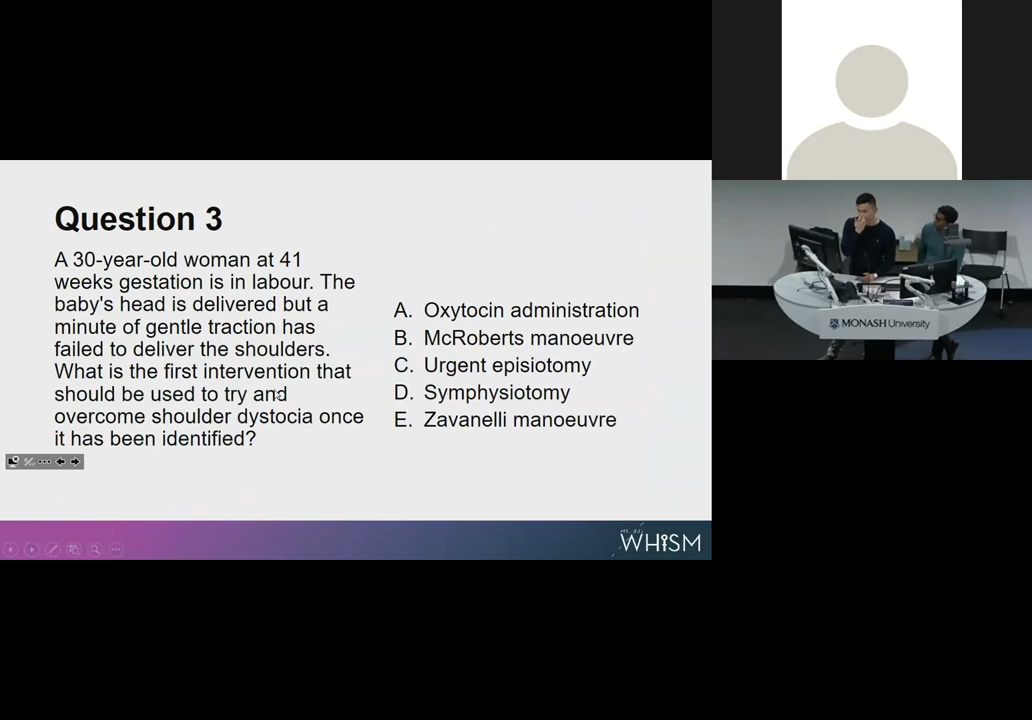 Question 3
A 30-year-old woman at 41
weeks gestation is in labour. The
baby's head is delivered but a
minute of gentle traction has
failed to deliver the shoulders.
What is the first intervention that
should be used to try and
overcome shoulder dystocia once
it has been identified?
A. Oxytocin administration
B. McRoberts manoeuvre
C. Urgent episiotomy
D. Symphysiotomy
E. Zavanelli manoeuvre
WHISM
MONASH University